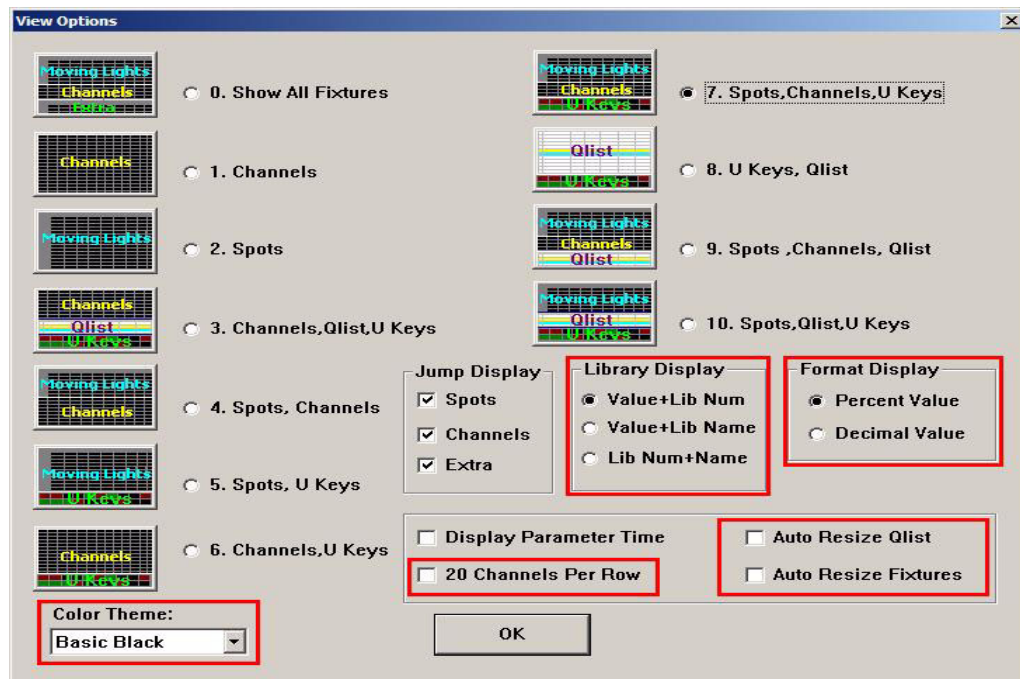 View Options
Moving Lights
Channels
Extra
0. Show All Fixtures
Channels
1. Channels
Moving Lights
2. Spots
Channels
Qlist
U Keys
3. Channels,Qlist,U Keys
Moving Lights
Channels
4. Spots, Channels
Moving Lights
U Keys
5. Spots, U Keys
Channels
U Keys
6. Channels,U Keys
Moving Lights
Channels
U Keys
7. Spots,Channels,U Keys
Qlist
U Keys
8. U Keys, Qlist
Moving Lights
Channels
Qlist
9. Spots ,Channels, Qlist
Moving Lights
Qlist
U Keys
10. Spots,Qlist,U Keys
Jump Display
Spots
Channels
Extra
Library Display
Value+Lib Num
Value+Lib Name
Lib Num+Name
Format Display
Percent Value
Decimal Value
Display Parameter Time
20 Channels Per Row
Auto Resize Qlist
Auto Resize Fixtures
Color Theme:
Basic Black
OK